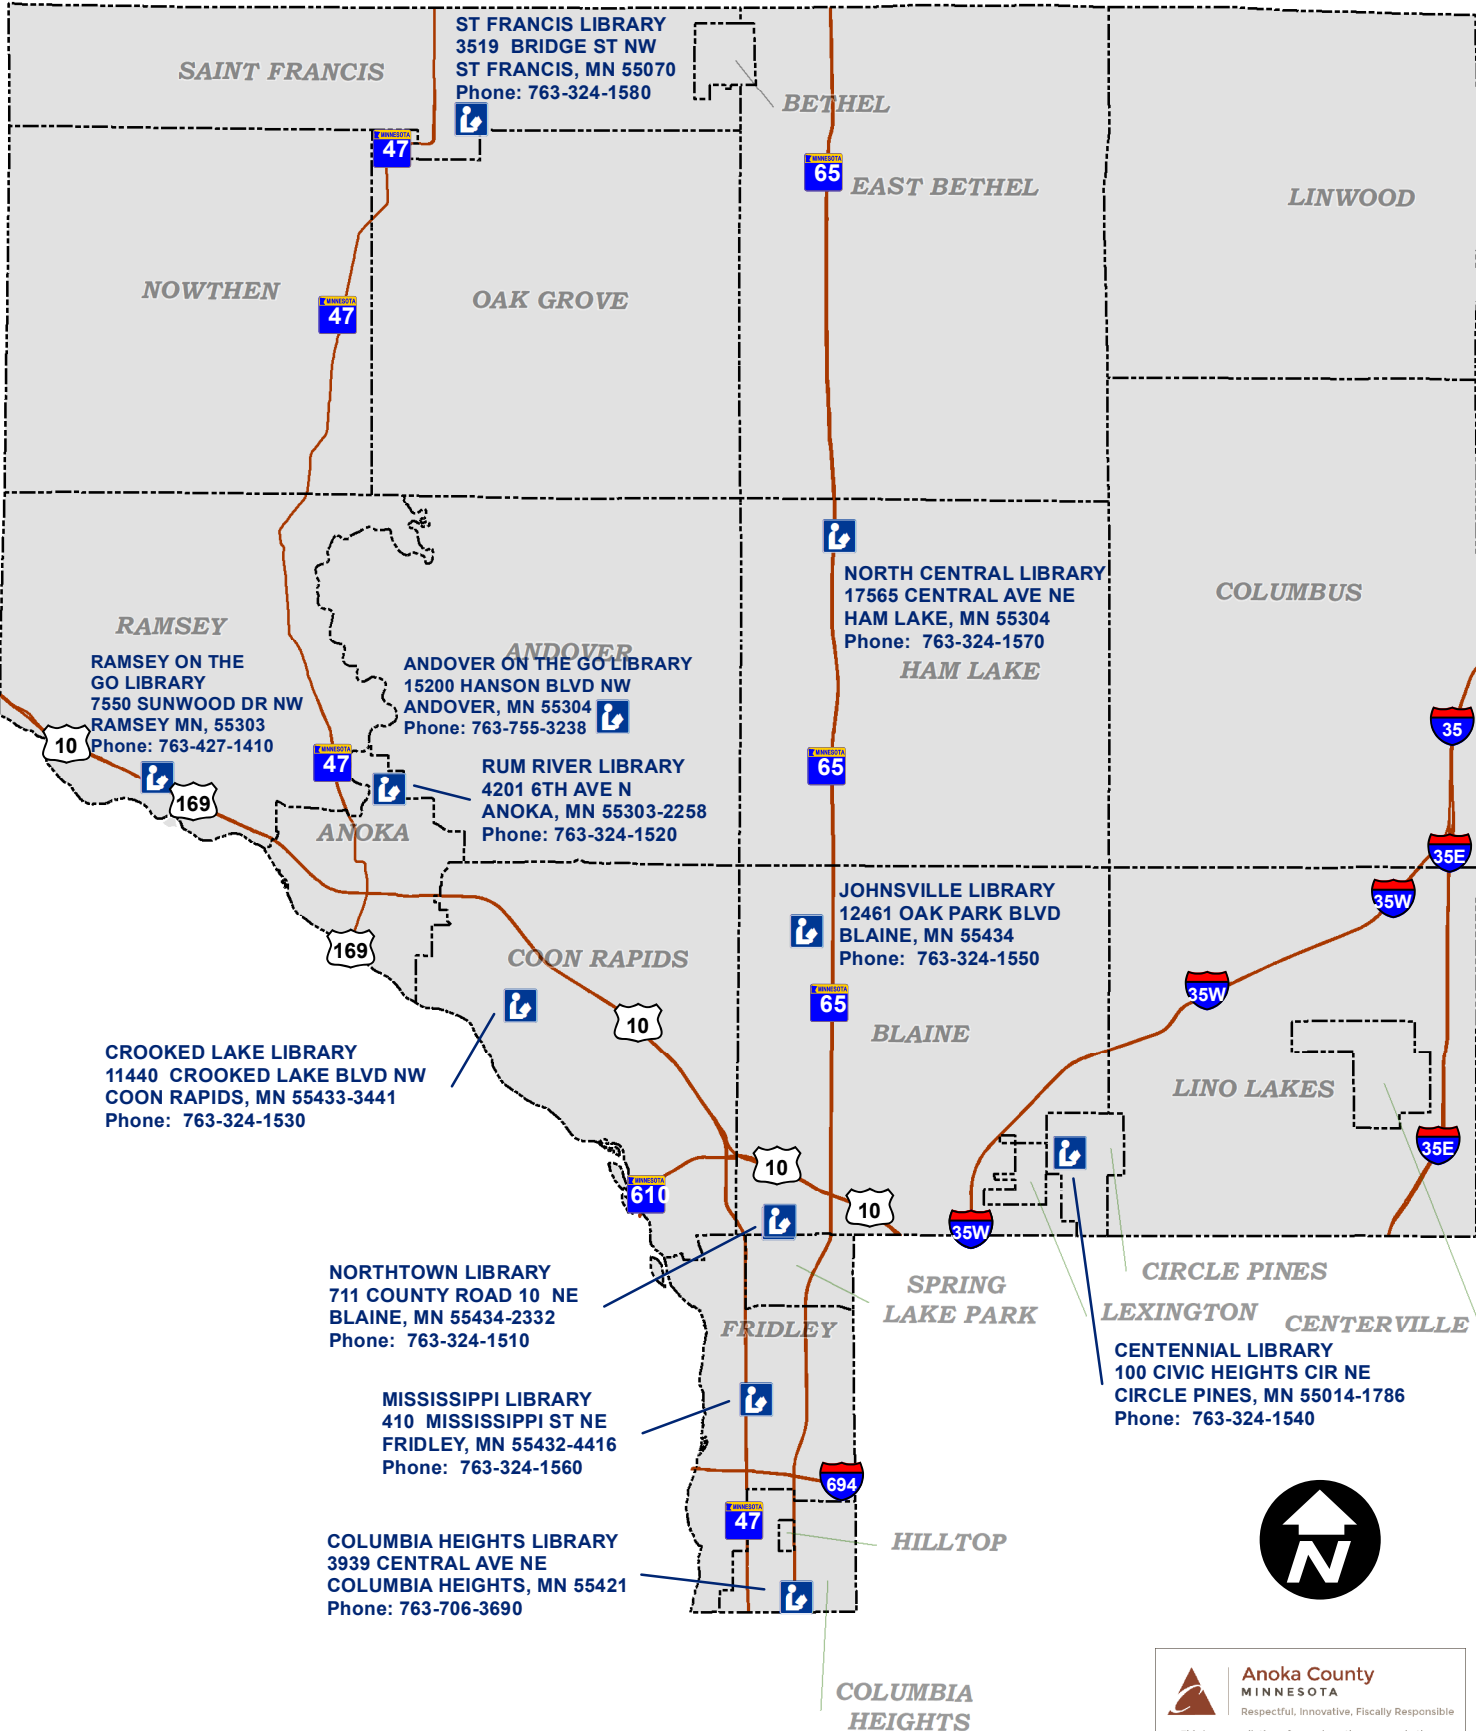 ST FRANCIS LIBRARY
3519 BRIDGE ST NW
ST FRANCIS, MN 55070
Phone: 763-324-1580
SAINT FRANCIS
BETHEL
MINNESOTA
47
MINNESOTA
65
EAST BETHEL
LINWOOD
NOWTHEN
MINNESOTA
47
OAK GROVE
NORTH CENTRAL LIBRARY
17565 CENTRAL AVE NE
HAM LAKE, MN 55304
Phone: 763-324-1570
HAM LAKE
COLUMBUS
RAMSEY
RAMSEY ON THE
GO LIBRARY
7550 SUNWOOD DR NW
RAMSEY MN, 55303
Phone: 763-427-1410
ANDOVER
ANDOVER ON THE GO LIBRARY
15200 HANSON BLVD NW
ANDOVER, MN 55304
Phone: 763-755-3238
10
169
MINNESOTA
47
MINNESOTA
65
35
RUM RIVER LIBRARY
4201 6TH AVE N
ANOKA, MN 55303-2258
Phone: 763-324-1520
ANOKA
35E
35W
JOHNSVILLE LIBRARY
12461 OAK PARK BLVD
BLAINE, MN 55434
Phone: 763-324-1550
169
COON RAPIDS
10
MINNESOTA
65
35W
BLAINE
CROOKED LAKE LIBRARY
11440 CROOKED LAKE BLVD NW
COON RAPIDS, MN 55433-3441
Phone: 763-324-1530
LINO LAKES
35E
10
MINNESOTA
610
10
35W
NORTHTOWN LIBRARY
711 COUNTY ROAD 10 NE
BLAINE, MN 55434-2332
Phone: 763-324-1510
SPRING
LAKE PARK
CIRCLE PINES
LEXINGTON
CENTERVILLE
FRIDLEY
CENTENNIAL LIBRARY
100 CIVIC HEIGHTS CIR NE
CIRCLE PINES, MN 55014-1786
Phone: 763-324-1540
MISSISSIPPI LIBRARY
410 MISSISSIPPI ST NE
FRIDLEY, MN 55432-4416
Phone: 763-324-1560
694
MINNESOTA
47
HILLTOP
COLUMBIA HEIGHTS LIBRARY
3939 CENTRAL AVE NE
COLUMBIA HEIGHTS, MN 55421
Phone: 763-706-3690
N
COLUMBIA
HEIGHTS
Anoka County
MINNESOTA
Respectful, Innovative, Fiscally Responsible